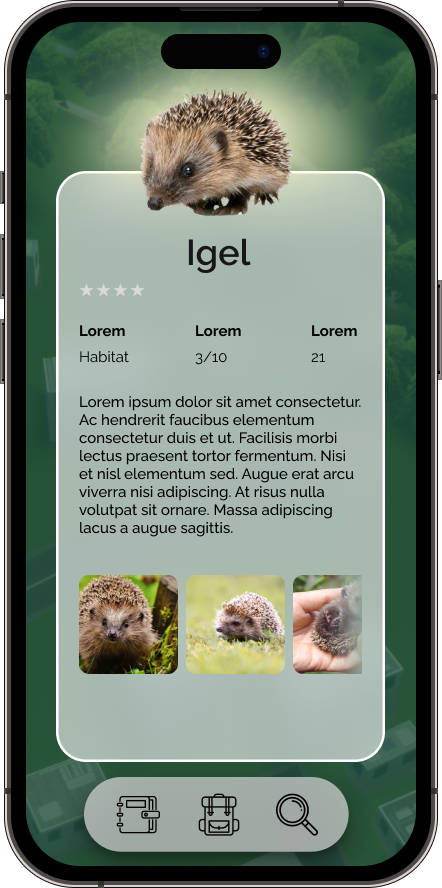 Igel
Lorem Lorem Lorem
Habitat 3/10 21
Lorem ipsum dolor sit amet consectetur.
Ac hendrerit faucibus elementum
consectetur duis et ut. Facilisis morbi
lectus praesent tortor fermentum. Nisi
et nisl elementum sed. Augue erat arcu
viverra nisi adipiscing. At risus nulla
volutpat sit ornare. Massa adipiscing
lacus a augue sagittis.